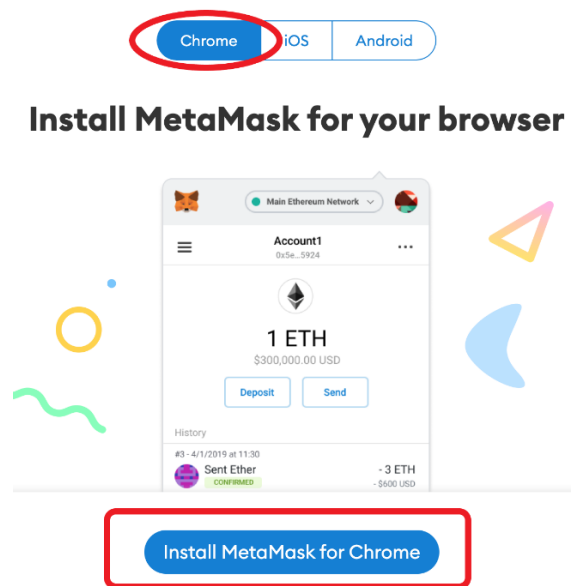 Chrome iOS Android
Install MetaMask for your browser
Main Ethereum Network
Account1
0x5e...5924
1 ETH
$300,000.00 USD
Deposit Send
History
#3 - 4/1/2019 at 11:30
Sent Ether - 3 ETH
CONFIRMED - $600 USD
Install MetaMask for Chrome